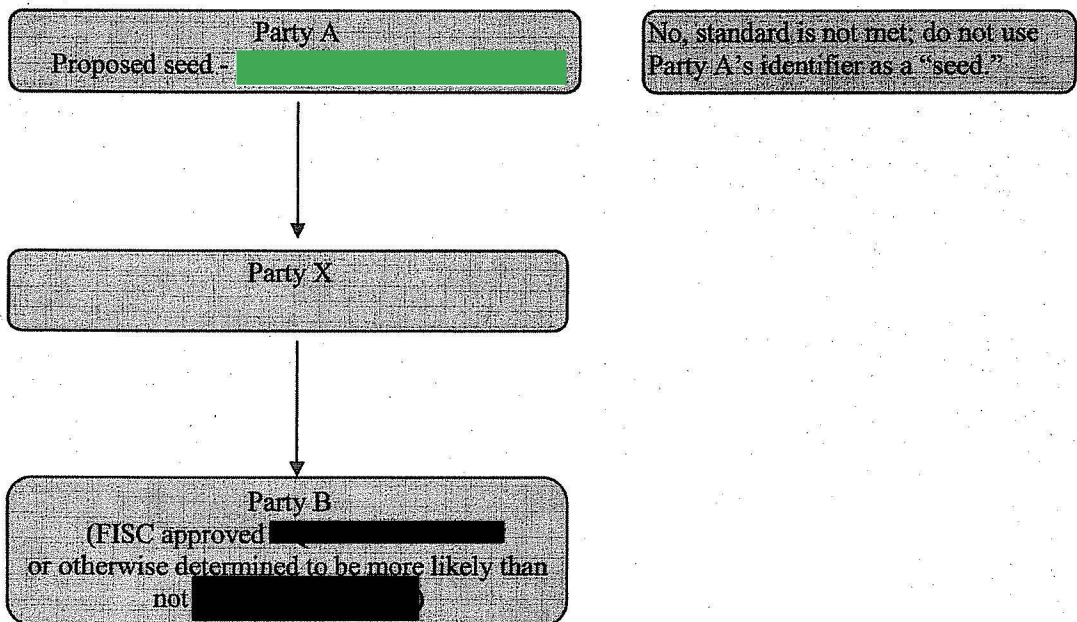 Party A
Proposed seed -
No, standard is not met; do not use
Party A's identifier as a "seed."
Party X
Party B
(FISC approved
or otherwise determined to be more likely than
not )